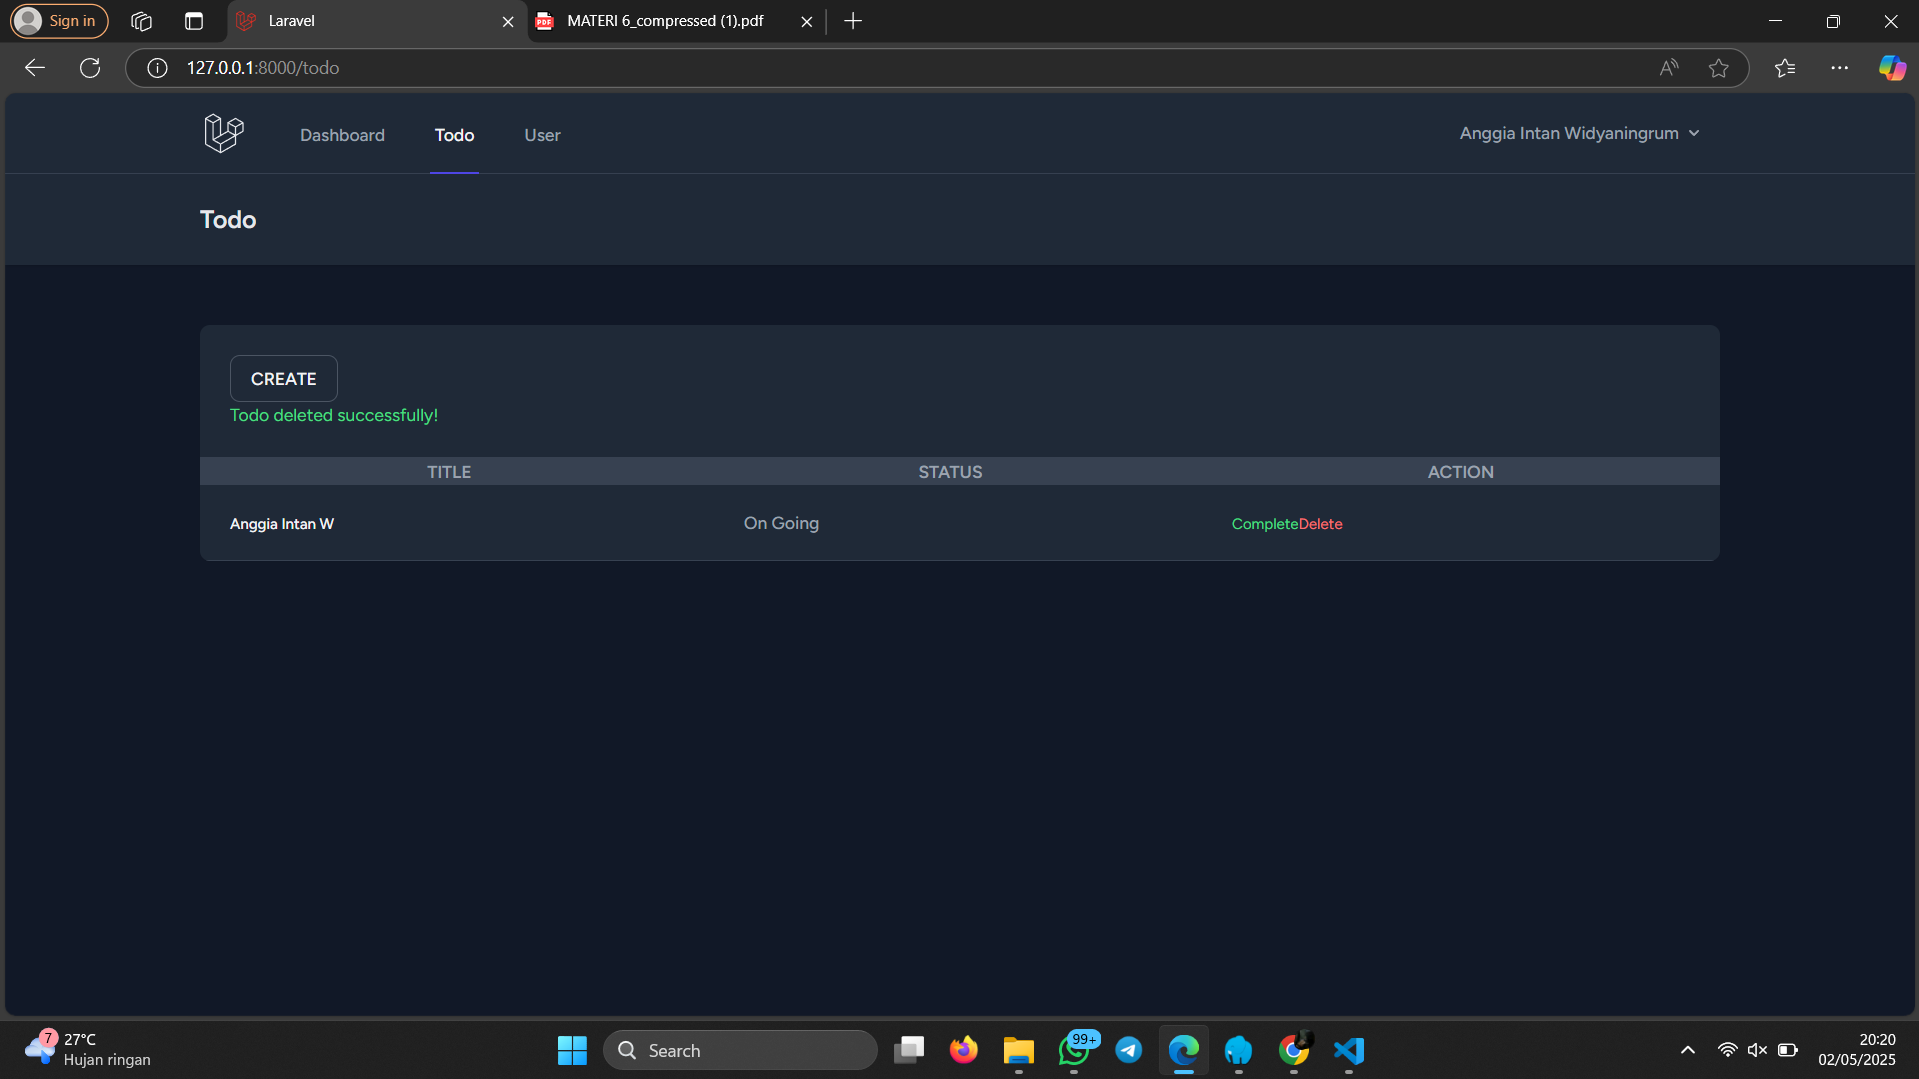 Sign in
Laravel
MATERI 6_compressed (1).pdf
127.0.0.1:8000/todo
Dashboard
Todo
User
Anggia Intan Widyaningrum
Todo
CREATE
Todo deleted successfully!
TITLE STATUS ACTION
Anggia Intan W On Going CompleteDelete
7
27°C
Hujan ringan
Search
99+
20:20
02/05/2025